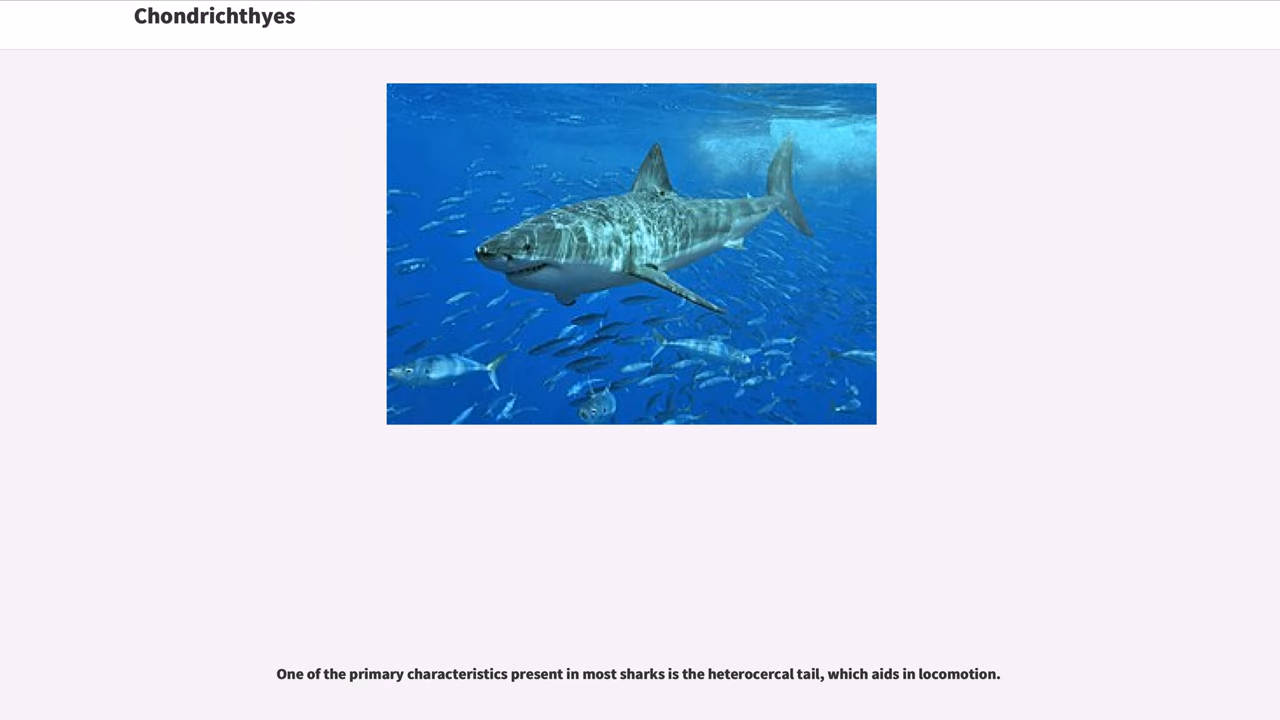 Chondrichthyes
One of the primary characteristics present in most sharks is the heterocercal tail, which aids in locomotion.